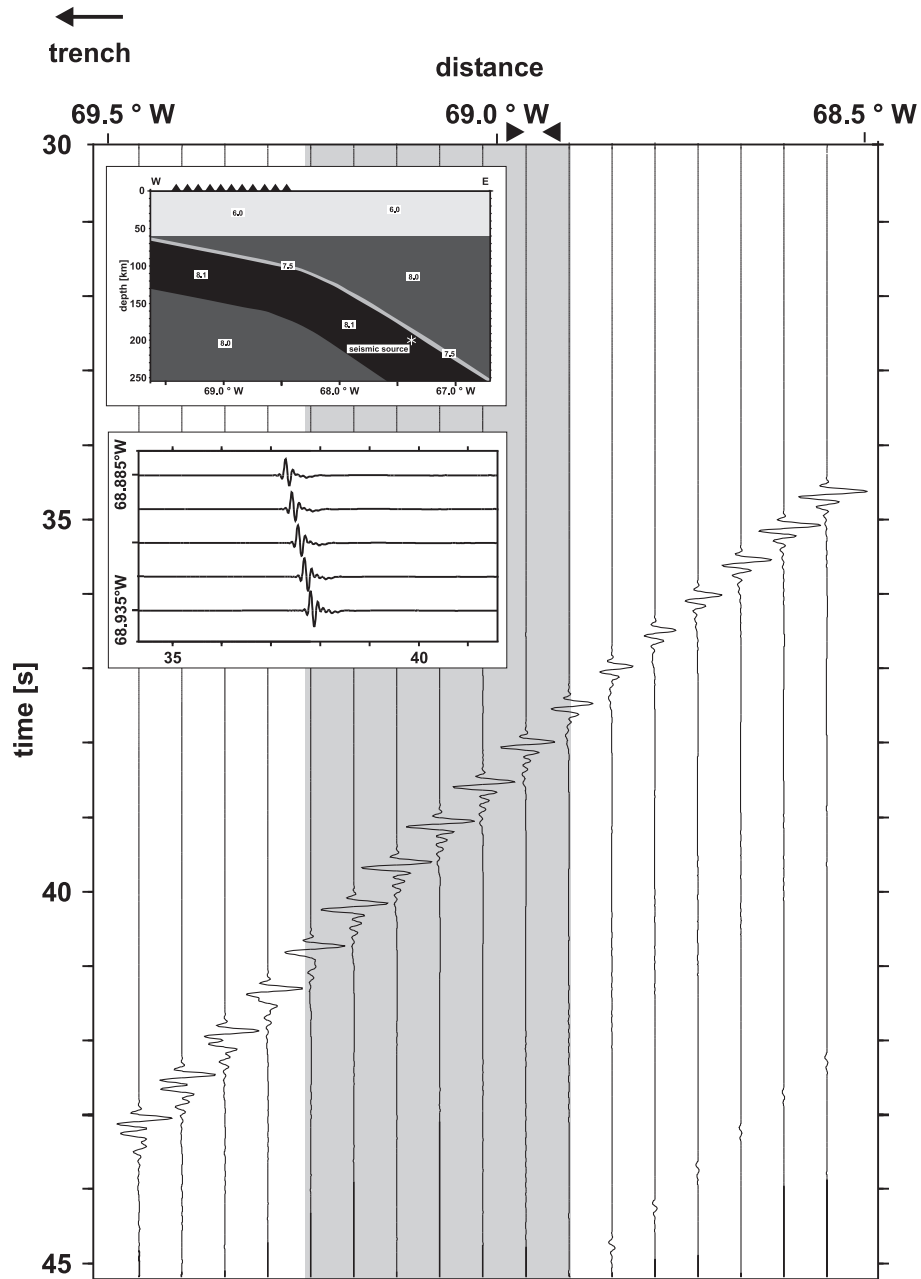 trench
distance
69.5 ° W 69.0 ° W 68.5 ° W
30
W E
0
6.0 6.0
50
7.5
100
8.1 8.0
depth [km]
150
8.1
200
8.0
seismic source
7.5
250
69.0 ° W 68.0 ° W 67.0 ° W
68.885°W
68.935°W
35 40
time [s]
35
40
45